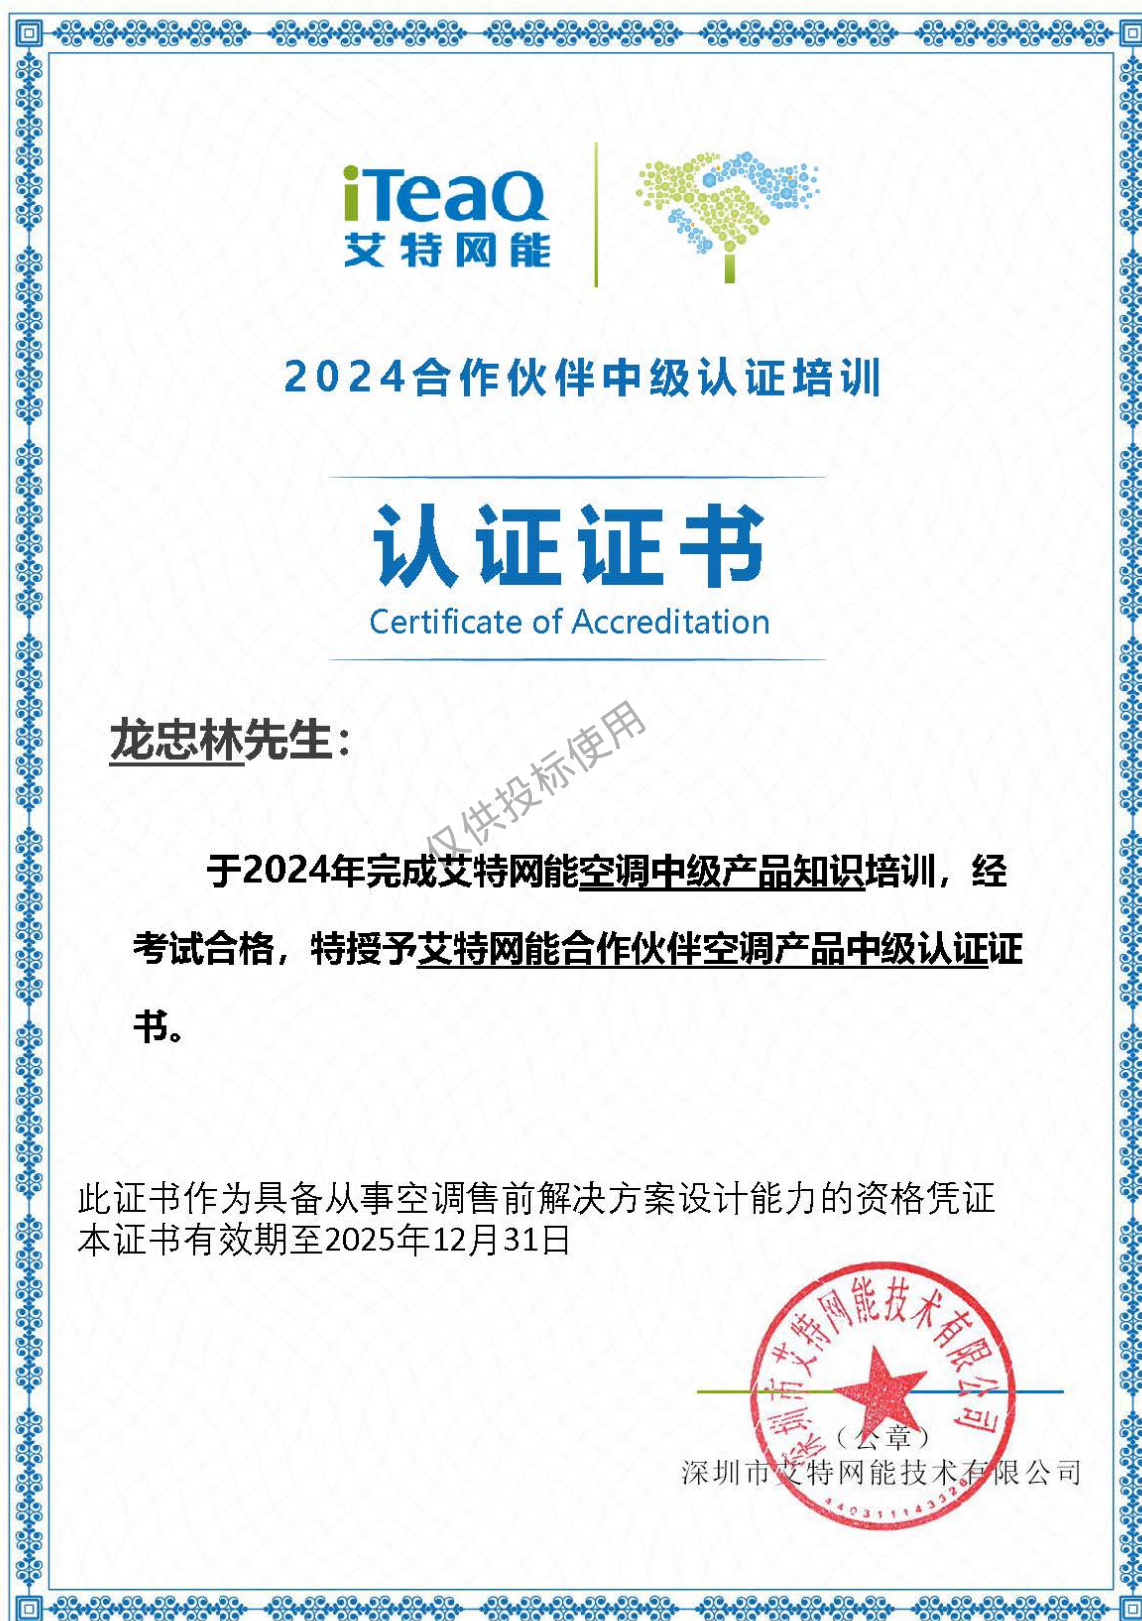 iTeaQ
艾特网能
2024合作伙伴中级认证培训
认证证书
Certificate of Accreditation
龙忠林先生：
仅供投标使用
于2024年完成艾特网能空调中级产品知识培训，经
考试合格，特授予艾特网能合作伙伴空调产品中级认证证
书。
此证书作为具备从事空调售前解决方案设计能力的资格凭证
本证书有效期至2025年12月31日
深圳市艾特网能技术有限公司
（公章）
深圳市艾特网能技术有限公司